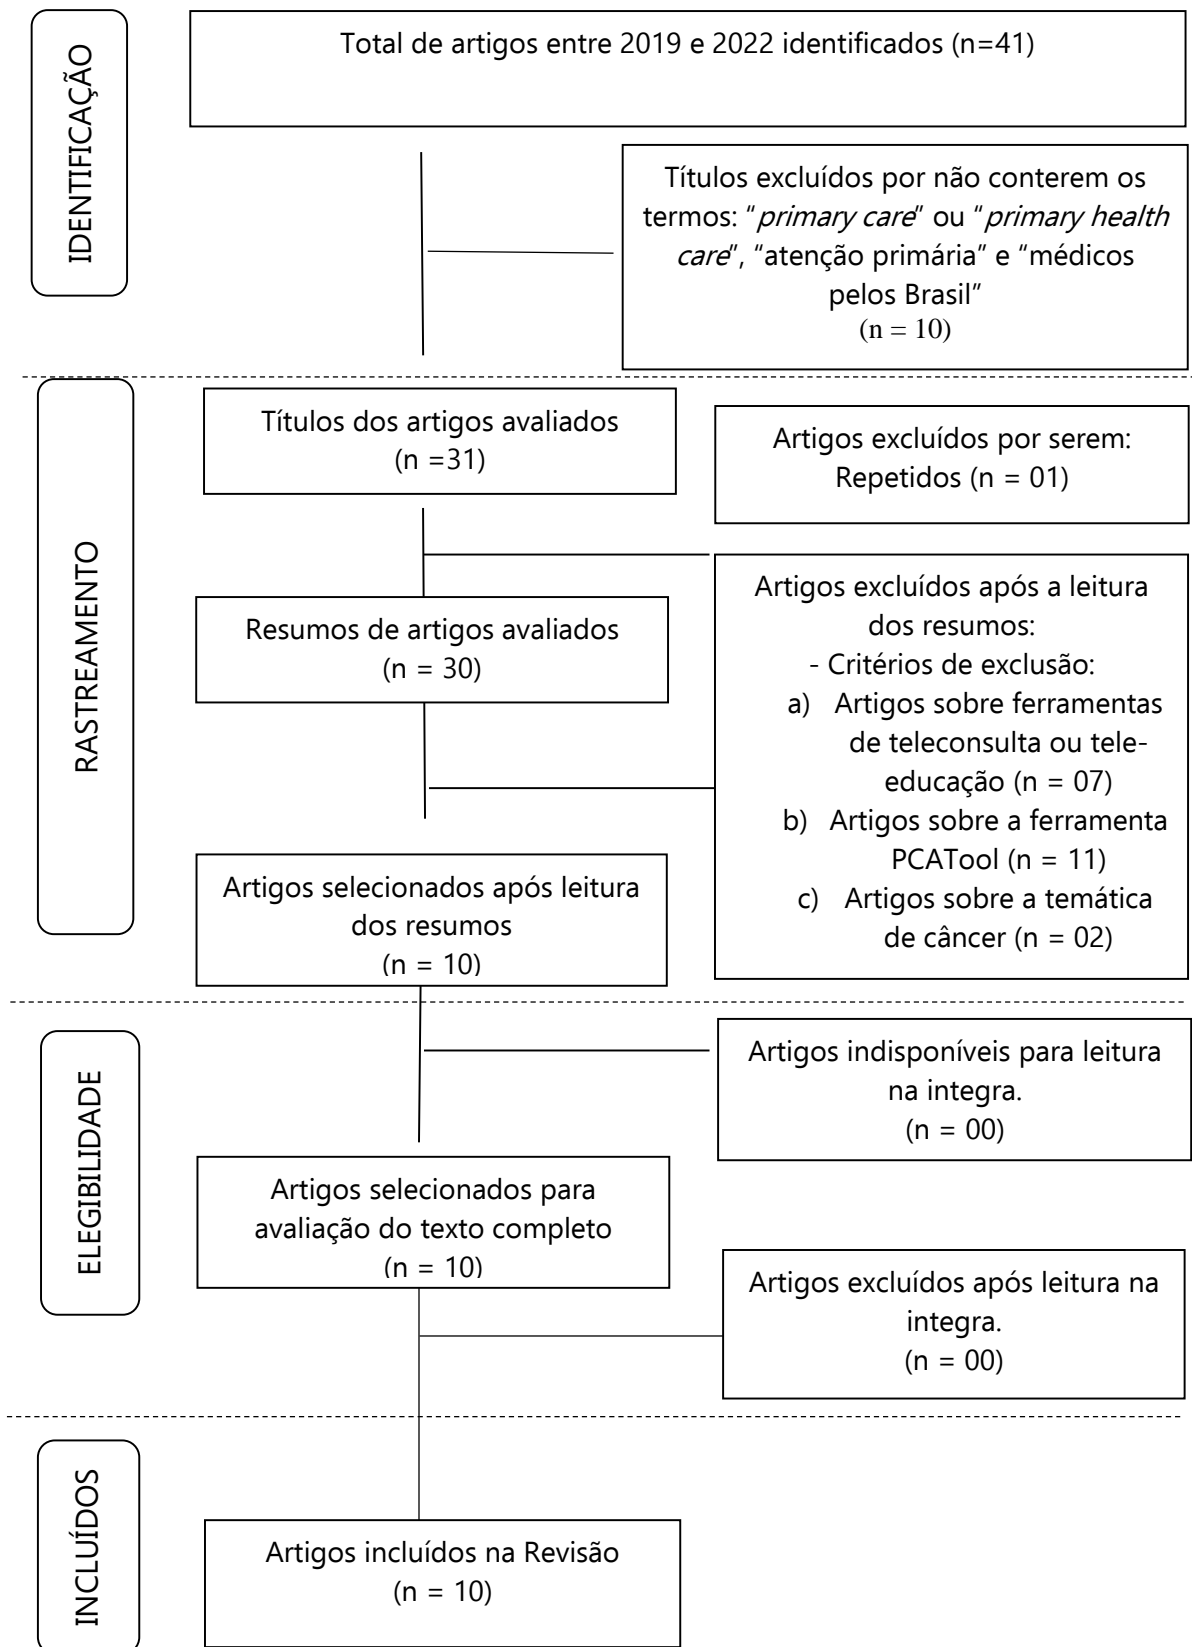 IDENTIFICAÇÃO
Total de artigos entre 2019 e 2022 identificados (n=41)
Títulos excluídos por não conterem os
termos: “primary care” ou “primary health
care”, “atenção primária” e “médicos
pelos Brasil”
(n = 10)
RASTREAMENTO
Títulos dos artigos avaliados
(n =31)
Artigos excluídos por serem:
Repetidos (n = 01)
Resumos de artigos avaliados
(n = 30)
Artigos excluídos após a leitura
dos resumos:
- Critérios de exclusão:
a) Artigos sobre ferramentas
de teleconsulta ou tele-
educação (n = 07)
b) Artigos sobre a ferramenta
PCATool (n = 11)
c) Artigos sobre a temática
de câncer (n = 02)
Artigos selecionados após leitura
dos resumos
(n = 10)
ELEGIBILIDADE
Artigos indisponíveis para leitura
na integra.
(n = 00)
Artigos selecionados para
avaliação do texto completo
(n = 10)
Artigos excluídos após leitura na
integra.
(n = 00)
INCLUÍDOS
Artigos incluídos na Revisão
(n = 10)